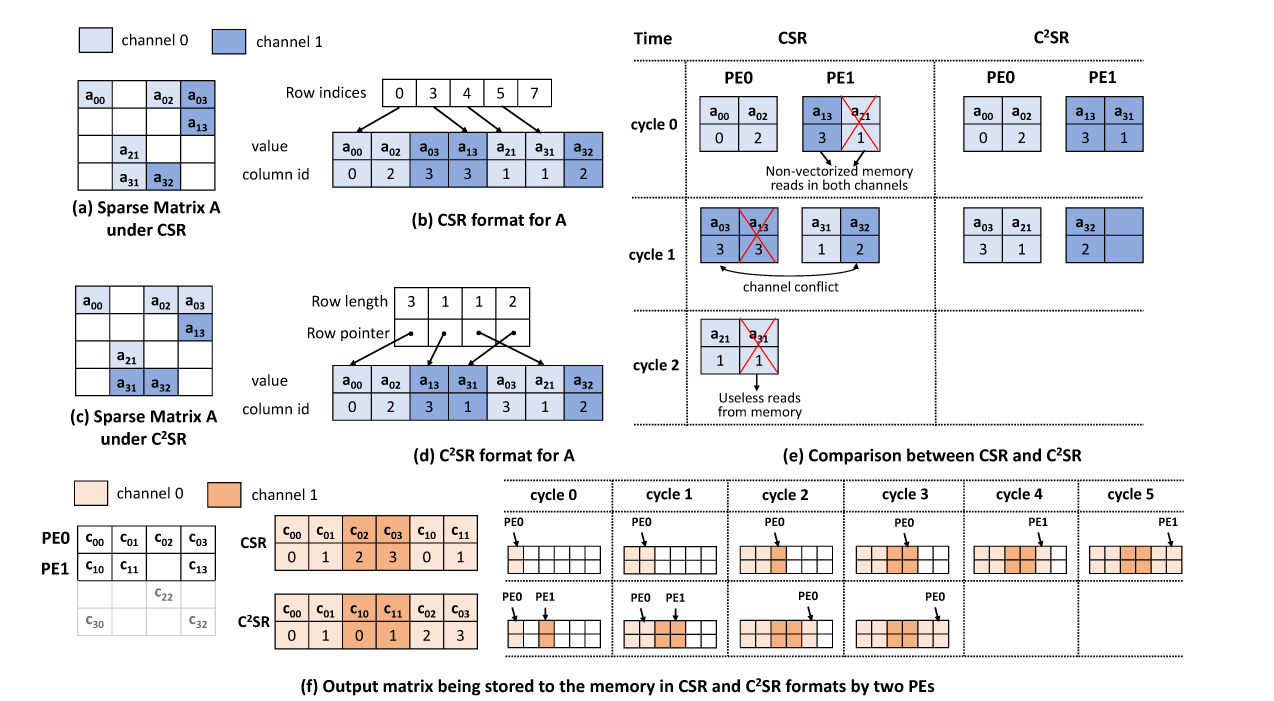 channel 0 channel 1
a00 a02 a03
a13
a21
a31 a32
(a) Sparse Matrix A
under CSR
Row indices 0 3 4 5 7
value a00 a02 a03 a13 a21 a31 a32
column id 0 2 3 3 1 1 2
(b) CSR format for A
a00 a02 a03
a13
a21
a31 a32
(c) Sparse Matrix A
under C²SR
Row length 3 1 1 2
Row pointer
value a00 a02 a13 a31 a03 a21 a32
column id 0 2 3 1 3 1 2
(d) C²SR format for A
Time CSR C²SR
PE0 PE1 PE0 PE1
cycle 0
a00 a02 a13 a21 a00 a02 a13 a31
0 2 3 1 0 2 3 1
Non-vectorized memory
reads in both channels
cycle 1
a03 a13 a31 a32 a03 a21 a32
3 3 1 2 3 1 2
channel conflict
cycle 2
a21 a31
1 1
Useless reads
from memory
(e) Comparison between CSR and C²SR
channel 0 channel 1
PE0 c00 c01 c02 c03
PE1 c10 c11 c13
c22
c30 c32
CSR c00 c01 c02 c03 c10 c11
0 1 2 3 0 1
C²SR c00 c01 c10 c11 c02 c03
0 1 0 1 2 3
cycle 0 cycle 1 cycle 2 cycle 3 cycle 4 cycle 5
PE0 PE0 PE0 PE0 PE1 PE1
PE0 PE1 PE0 PE1 PE0 PE0
(f) Output matrix being stored to the memory in CSR and C²SR formats by two PEs